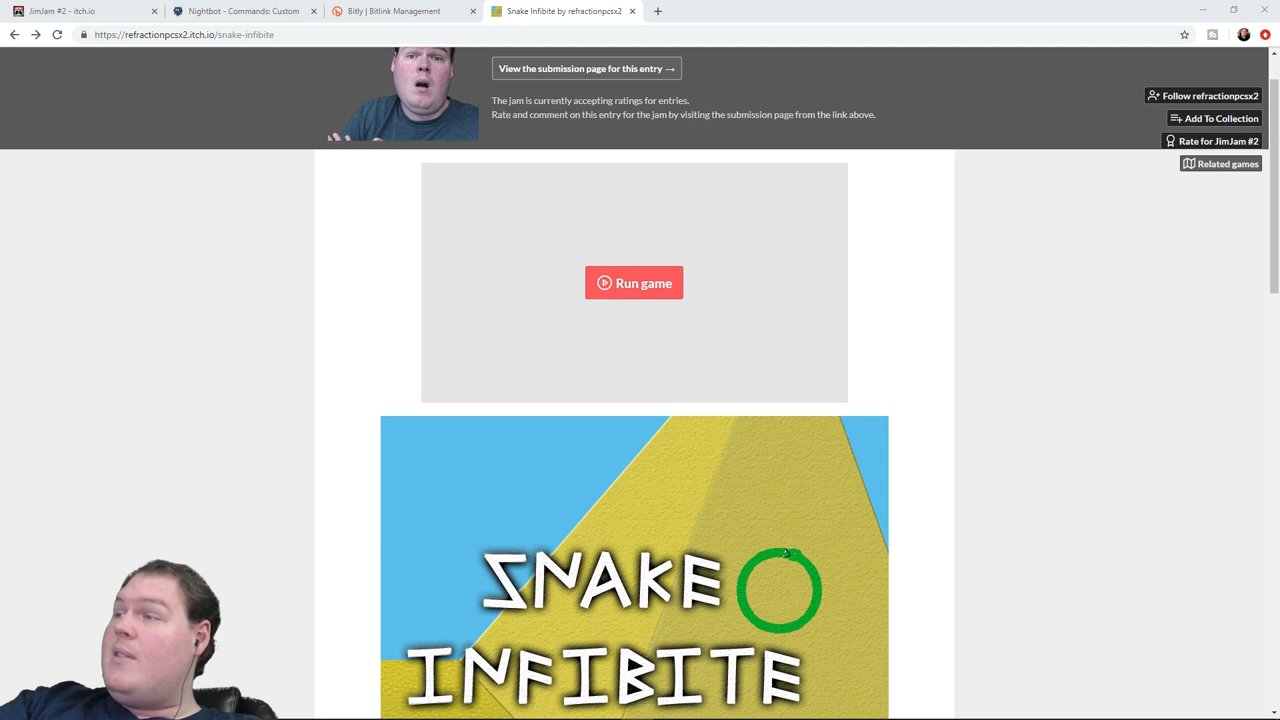 JimJam #2 - itch.io
Nightbot - Commands: Custom
Bitly | Bitlink Management
Snake Infibite by refractionpcsx2
https://refractionpcsx2.itch.io/snake-infibite
View the submission page for this entry →
The jam is currently accepting ratings for entries.
Rate and comment on this entry for the jam by visiting the submission page from the link above.
Follow refractionpcsx2
Add To Collection
Rate for JimJam #2
Related games
Run game
SNAKE
INFIBITE